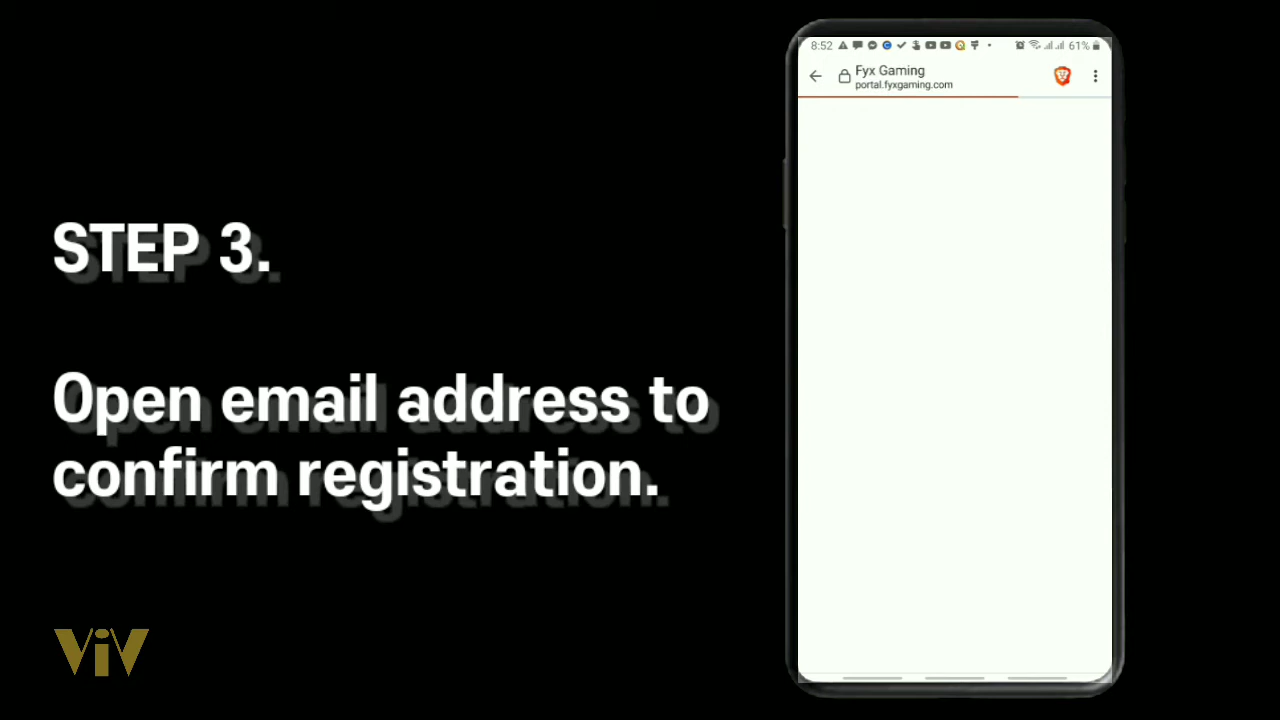 STEP 3.
Open email address to
confirm registration.
ViV
8:52
61%
Fyx Gaming
portal.fyxgaming.com